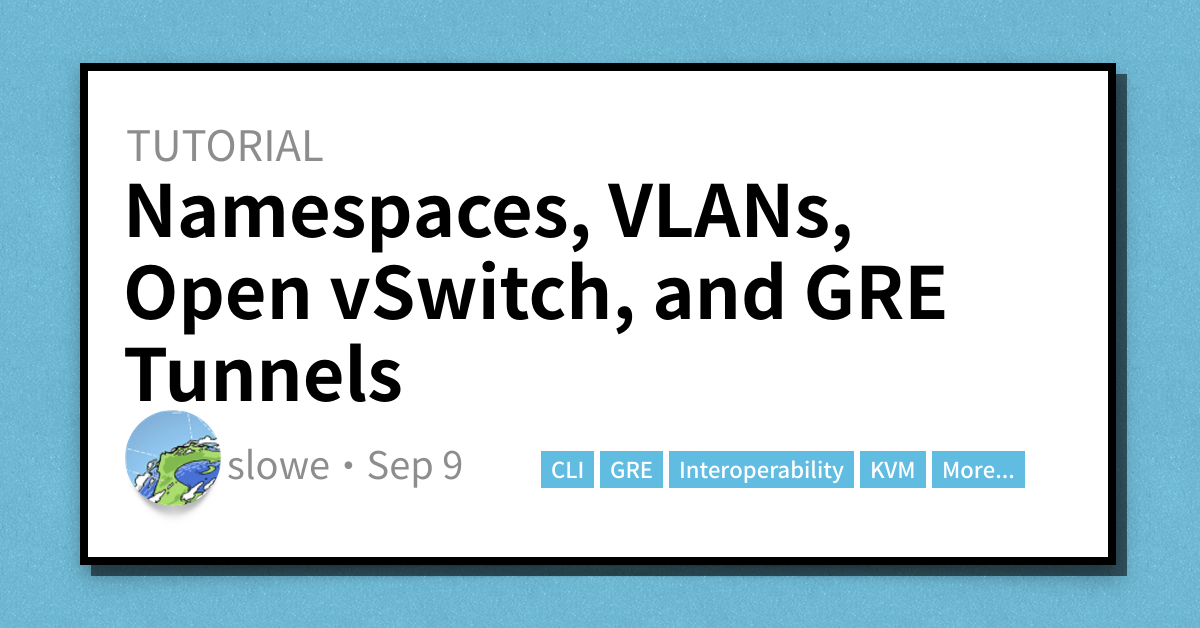 TUTORIAL
Namespaces, VLANs,
Open vSwitch, and GRE
Tunnels
slowe • Sep 9
CLI GRE Interoperability KVM More...